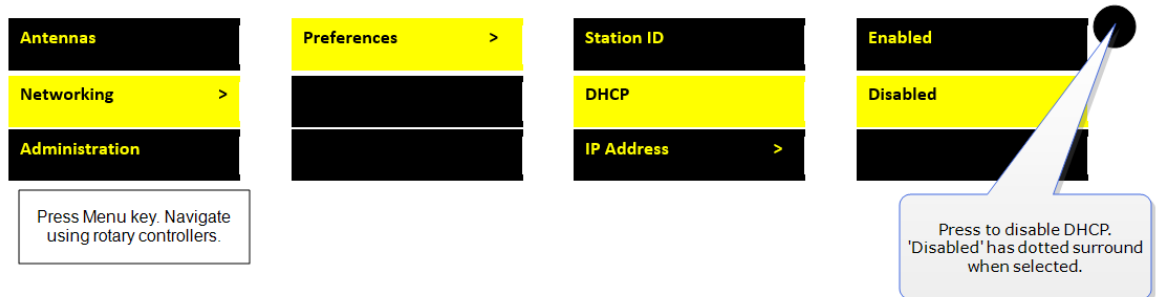 Antennas
Networking >
Administration
Preferences >
Station ID
DHCP
IP Address >
Enabled
Disabled
Press Menu key. Navigate
using rotary controllers.
Press to disable DHCP.
'Disabled' has dotted surround
when selected.